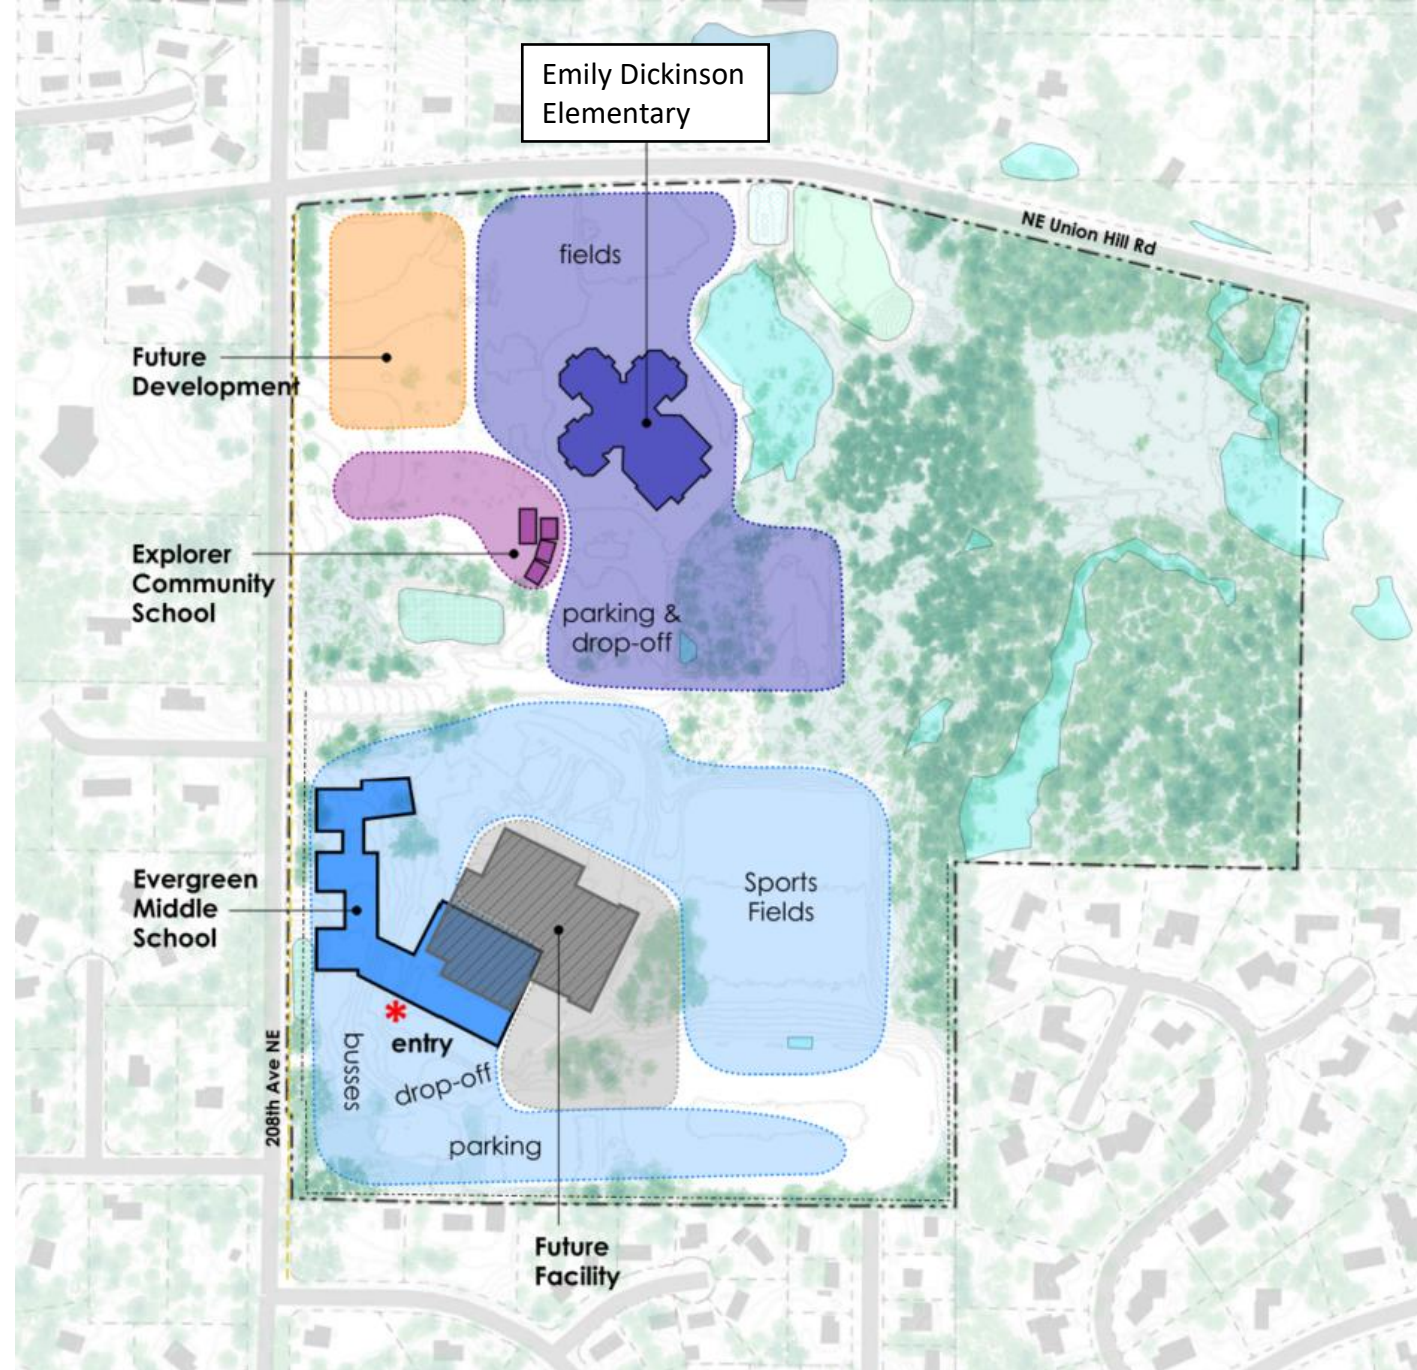 Emily Dickinson
Elementary
NE Union Hill Rd
fields
Future
Development
Explorer
Community
School
parking &
drop-off
Evergreen
Middle
School
Sports
Fields
*
entry
busses
drop-off
208th Ave NE
parking
Future
Facility